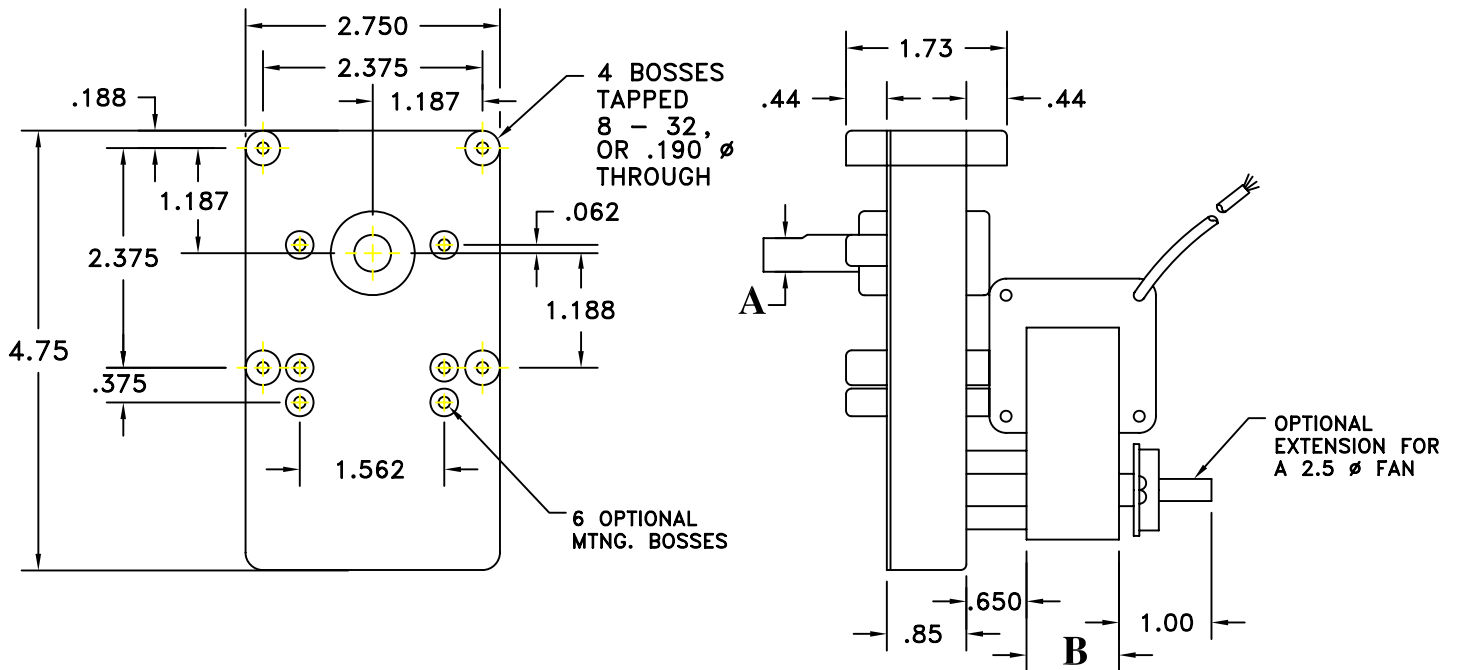 2.750
2.375
.188
1.187
4 BOSSES
TAPPED
8 - 32,
OR .190 ø
THROUGH
1.187
.062
2.375
1.188
4.75
.375
1.562
6 OPTIONAL
MTNG. BOSSES
1.73
.44
.44
A
OPTIONAL
EXTENSION FOR
A 2.5 ø FAN
.650
.85
1.00
B